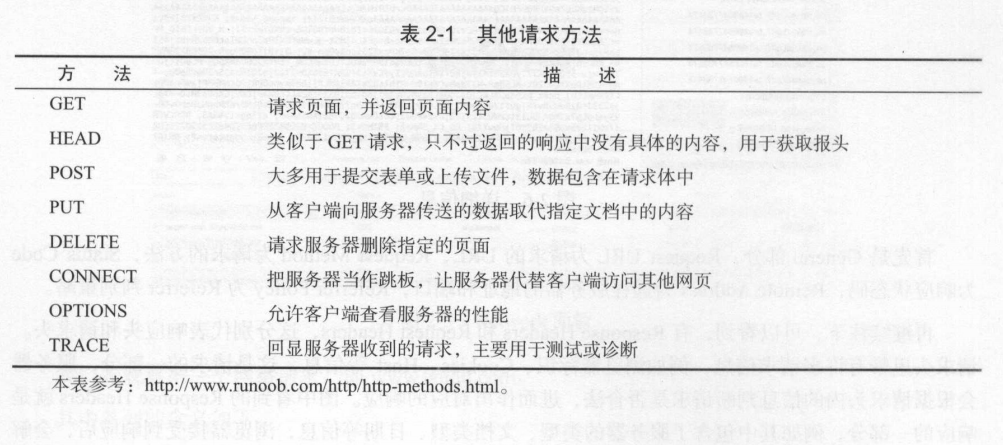 表 2-1 其他请求方法
方 法 描 述
GET 请求页面，并返回页面内容
HEAD 类似于 GET 请求，只不过返回的响应中没有具体的内容，用于获取报头
POST 大多用于提交表单或上传文件，数据包含在请求体中
PUT 从客户端向服务器传送的数据取代指定文档中的内容
DELETE 请求服务器删除指定的页面
CONNECT 把服务器当作跳板，让服务器代替客户端访问其他网页
OPTIONS 允许客户端查看服务器的性能
TRACE 回显服务器收到的请求，主要用于测试或诊断
本表参考：http://www.runoob.com/http/http-methods.html。